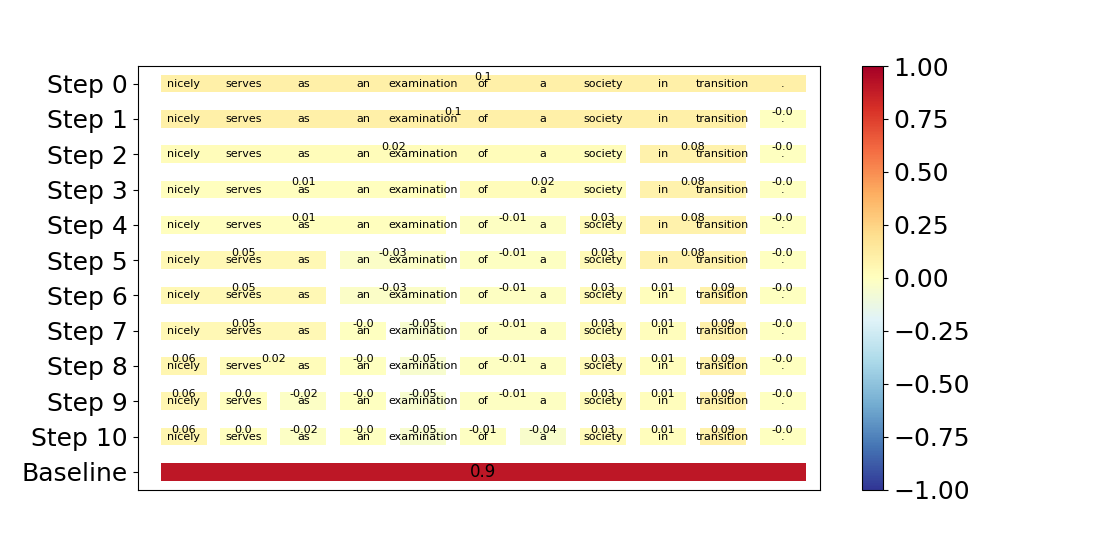 0.1
Step 0 nicely serves as an examination of a society in transition . 1.00
0.1 -0.0
Step 1 nicely serves as an examination of a society in transition . 0.75
0.02 0.08 -0.0
Step 2 nicely serves as an examination of a society in transition .
0.01 0.02 0.08 -0.0
Step 3 nicely serves as an examination of a society in transition . 0.50
0.01 -0.01 0.03 0.08 -0.0
Step 4 nicely serves as an examination of a society in transition . 0.25
0.05 -0.03 -0.01 0.03 0.08 -0.0
Step 5 nicely serves as an examination of a society in transition . 0.00
0.05 -0.03 -0.01 0.03 0.01 0.09 -0.0
Step 6 nicely serves as an examination of a society in transition .
0.05 -0.0 -0.05 -0.01 0.03 0.01 0.09 -0.0
Step 7 nicely serves as an examination of a society in transition . −0.25
0.06 0.02 -0.0 -0.05 -0.01 0.03 0.01 0.09 -0.0
Step 8 nicely serves as an examination of a society in transition . −0.50
0.06 0.0 -0.02 -0.0 -0.05 -0.01 0.03 0.01 0.09 -0.0
Step 9 nicely serves as an examination of a society in transition .
0.06 0.0 -0.02 -0.0 -0.05 -0.01 -0.04 0.03 0.01 0.09 -0.0
Step 10 nicely serves as an examination of a society in transition . −0.75
Baseline 0.9 −1.00